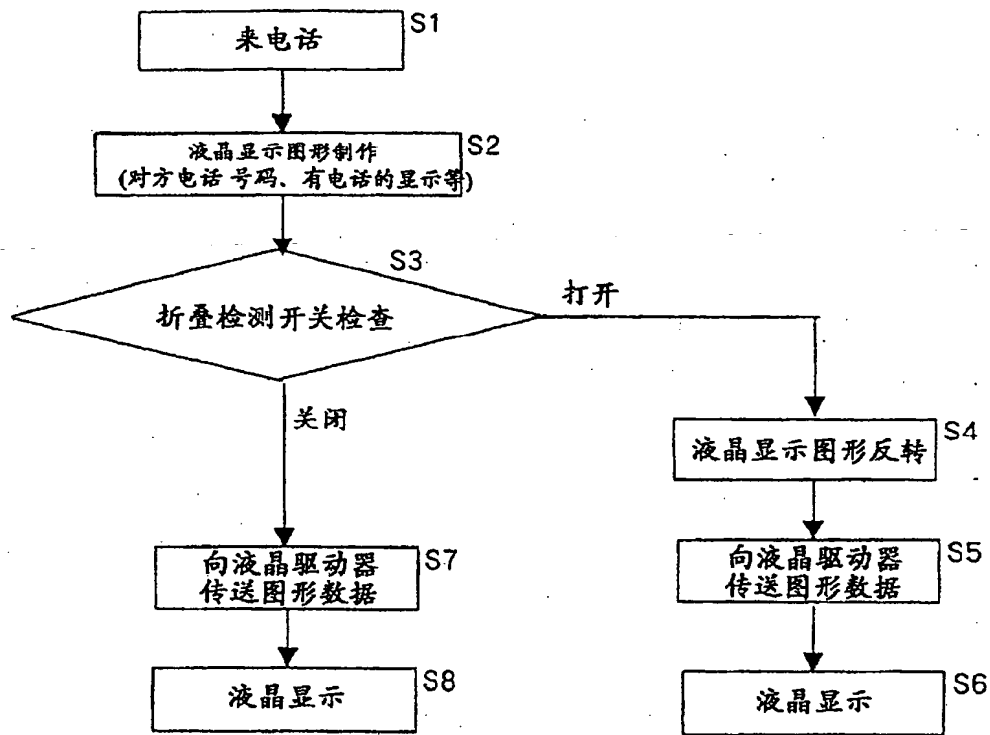 来电话
S1
液晶显示图形制作
(对方电话 号码、有电话的显示等)
S2
S3
折叠检测开关检查
打开
关闭
液晶显示图形反转
S4
向液晶驱动器
传送图形数据
S7
向液晶驱动器
传送图形数据
S5
液晶显示
S8
液晶显示
S6